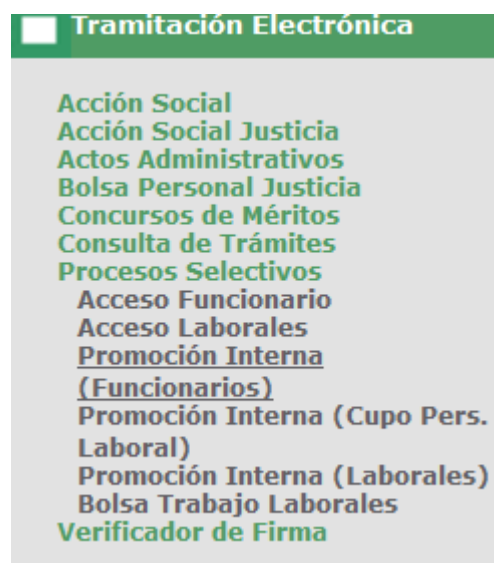 Tramitación Electrónica
Acción Social
Acción Social Justicia
Actos Administrativos
Bolsa Personal Justicia
Concursos de Méritos
Consulta de Trámites
Procesos Selectivos
Acceso Funcionario
Acceso Laborales
Promoción Interna
(Funcionarios)
Promoción Interna (Cupo Pers.
Laboral)
Promoción Interna (Laborales)
Bolsa Trabajo Laborales
Verificador de Firma